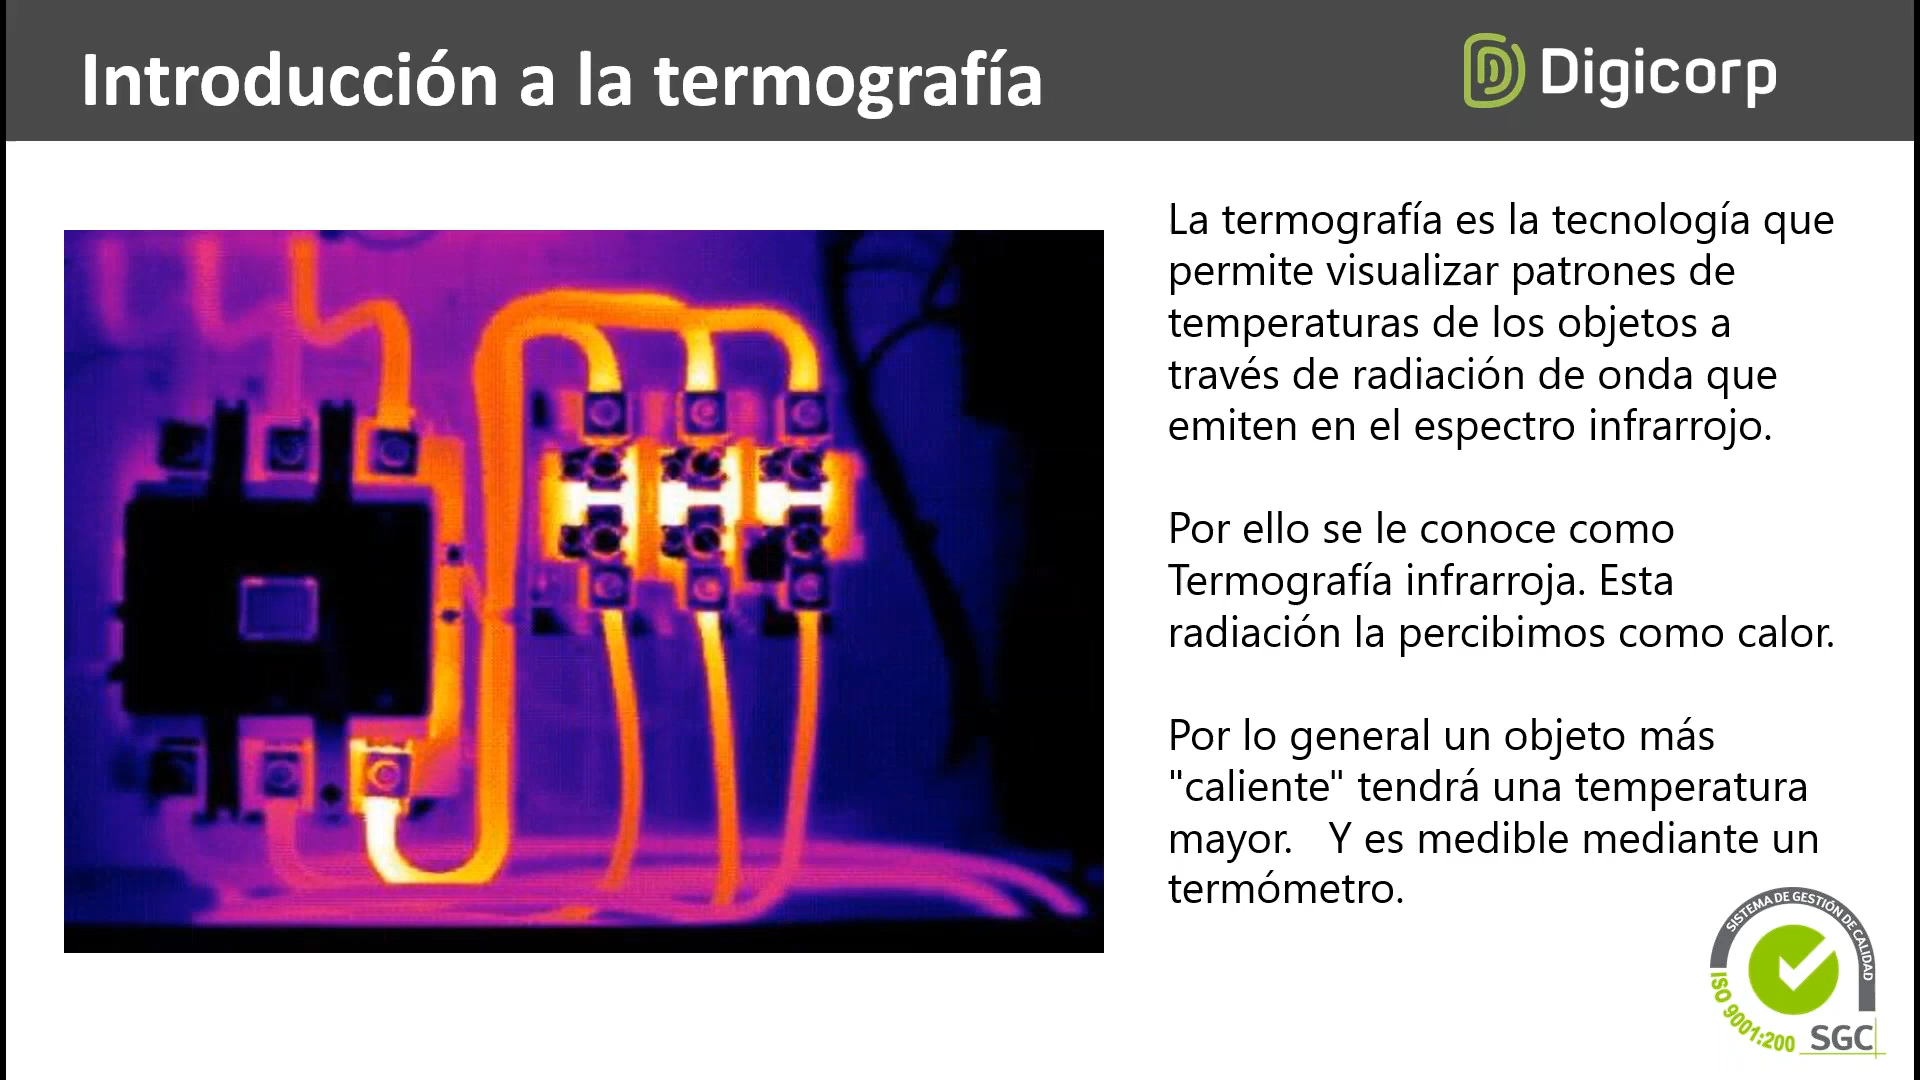 Introducción a la termografía
Digicorp
La termografía es la tecnología que
permite visualizar patrones de
temperaturas de los objetos a
través de radiación de onda que
emiten en el espectro infrarrojo.
Por ello se le conoce como
Termografía infrarroja. Esta
radiación la percibimos como calor.
Por lo general un objeto más
"caliente" tendrá una temperatura
mayor.   Y es medible mediante un
termómetro.
SISTEMA DE GESTIÓN DE CALIDAD
ISO 9001:200
SGC